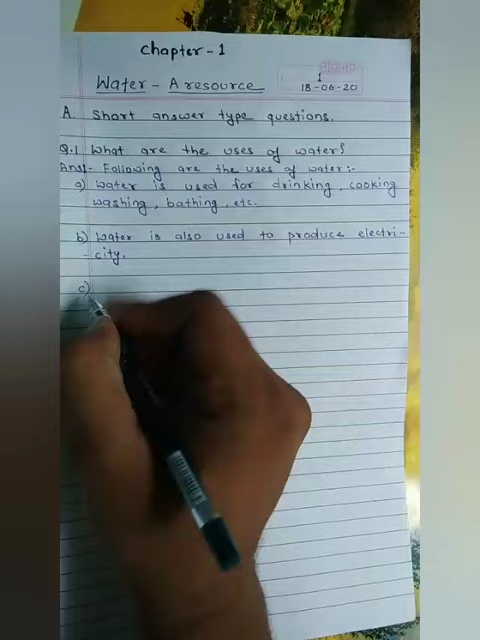 Chapter - 1
Water - A resource
1
18-06-20
A. Short answer type questions.
Q.1 What are the uses of water?
Ans:- Following are the uses of water:-
a) Water is used for drinking, cooking
washing, bathing, etc.
b) Water is also used to produce electri-
- city.
c)